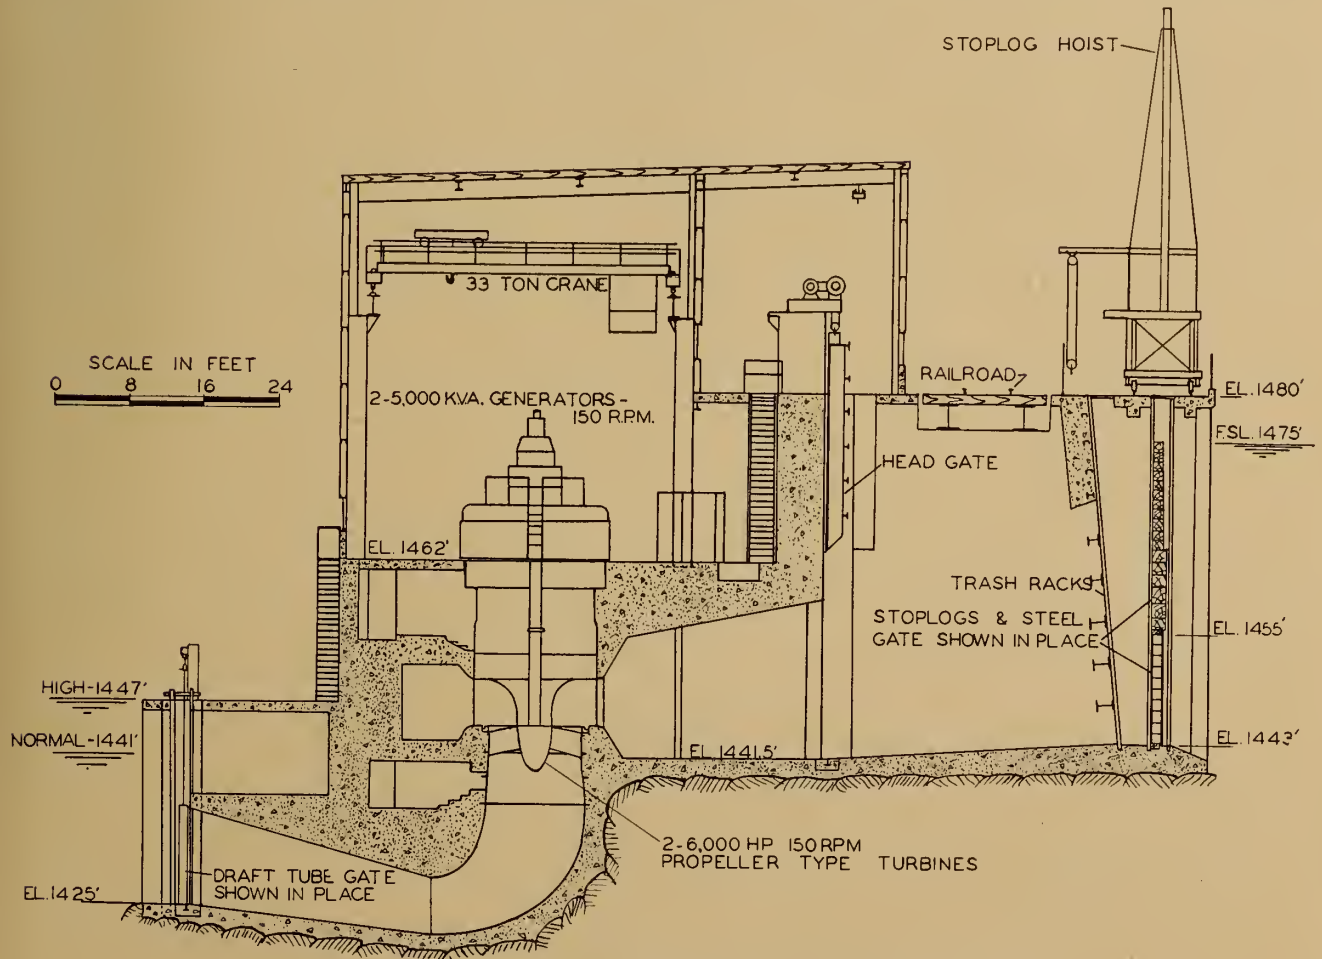 STOPLOG HOIST
33 TON CRANE
SCALE IN FEET
0 8 16 24
2-5,000 K.V.A. GENERATORS-
150 R.P.M.
RAILROAD
EL. 1480'
F.S.L. 1475'
HEAD GATE
EL. 1462'
TRASH RACKS
STOPLOGS & STEEL
GATE SHOWN IN PLACE
EL. 1455'
HIGH-1447'
NORMAL-1441'
EL. 1441.5'
EL. 1443'
2-6,000 HP 150 RPM
PROPELLER TYPE TURBINES
DRAFT TUBE GATE
SHOWN IN PLACE
EL. 1425'